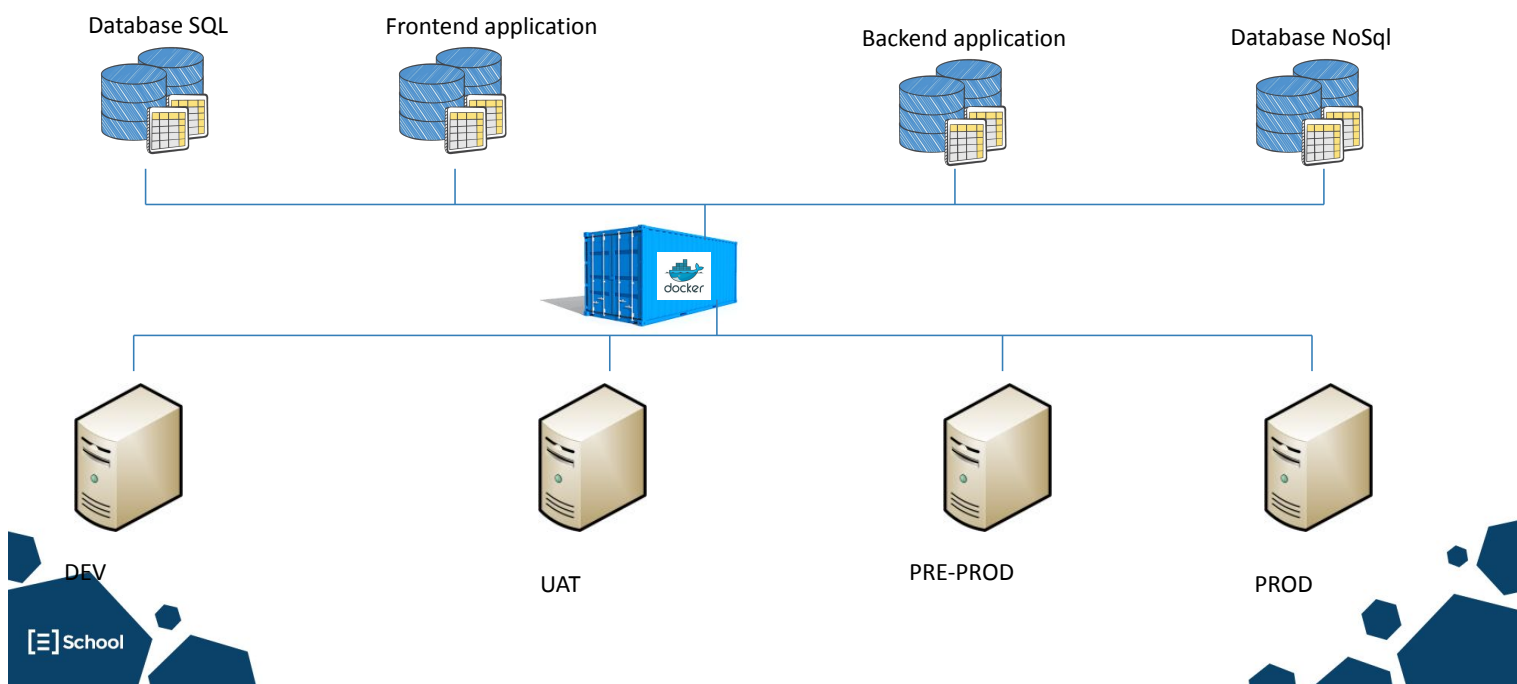 Database SQL
Frontend application
Backend application
Database NoSql
docker
DEV
UAT
PRE-PROD
PROD
[Ξ] School